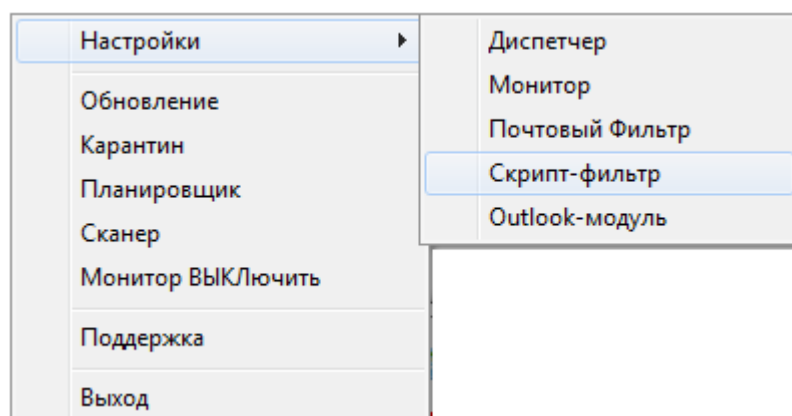 Настройки
Обновление
Карантин
Планировщик
Сканер
Монитор ВЫКЛючить
Поддержка
Выход
Диспетчер
Монитор
Почтовый Фильтр
Скрипт-фильтр
Outlook-модуль